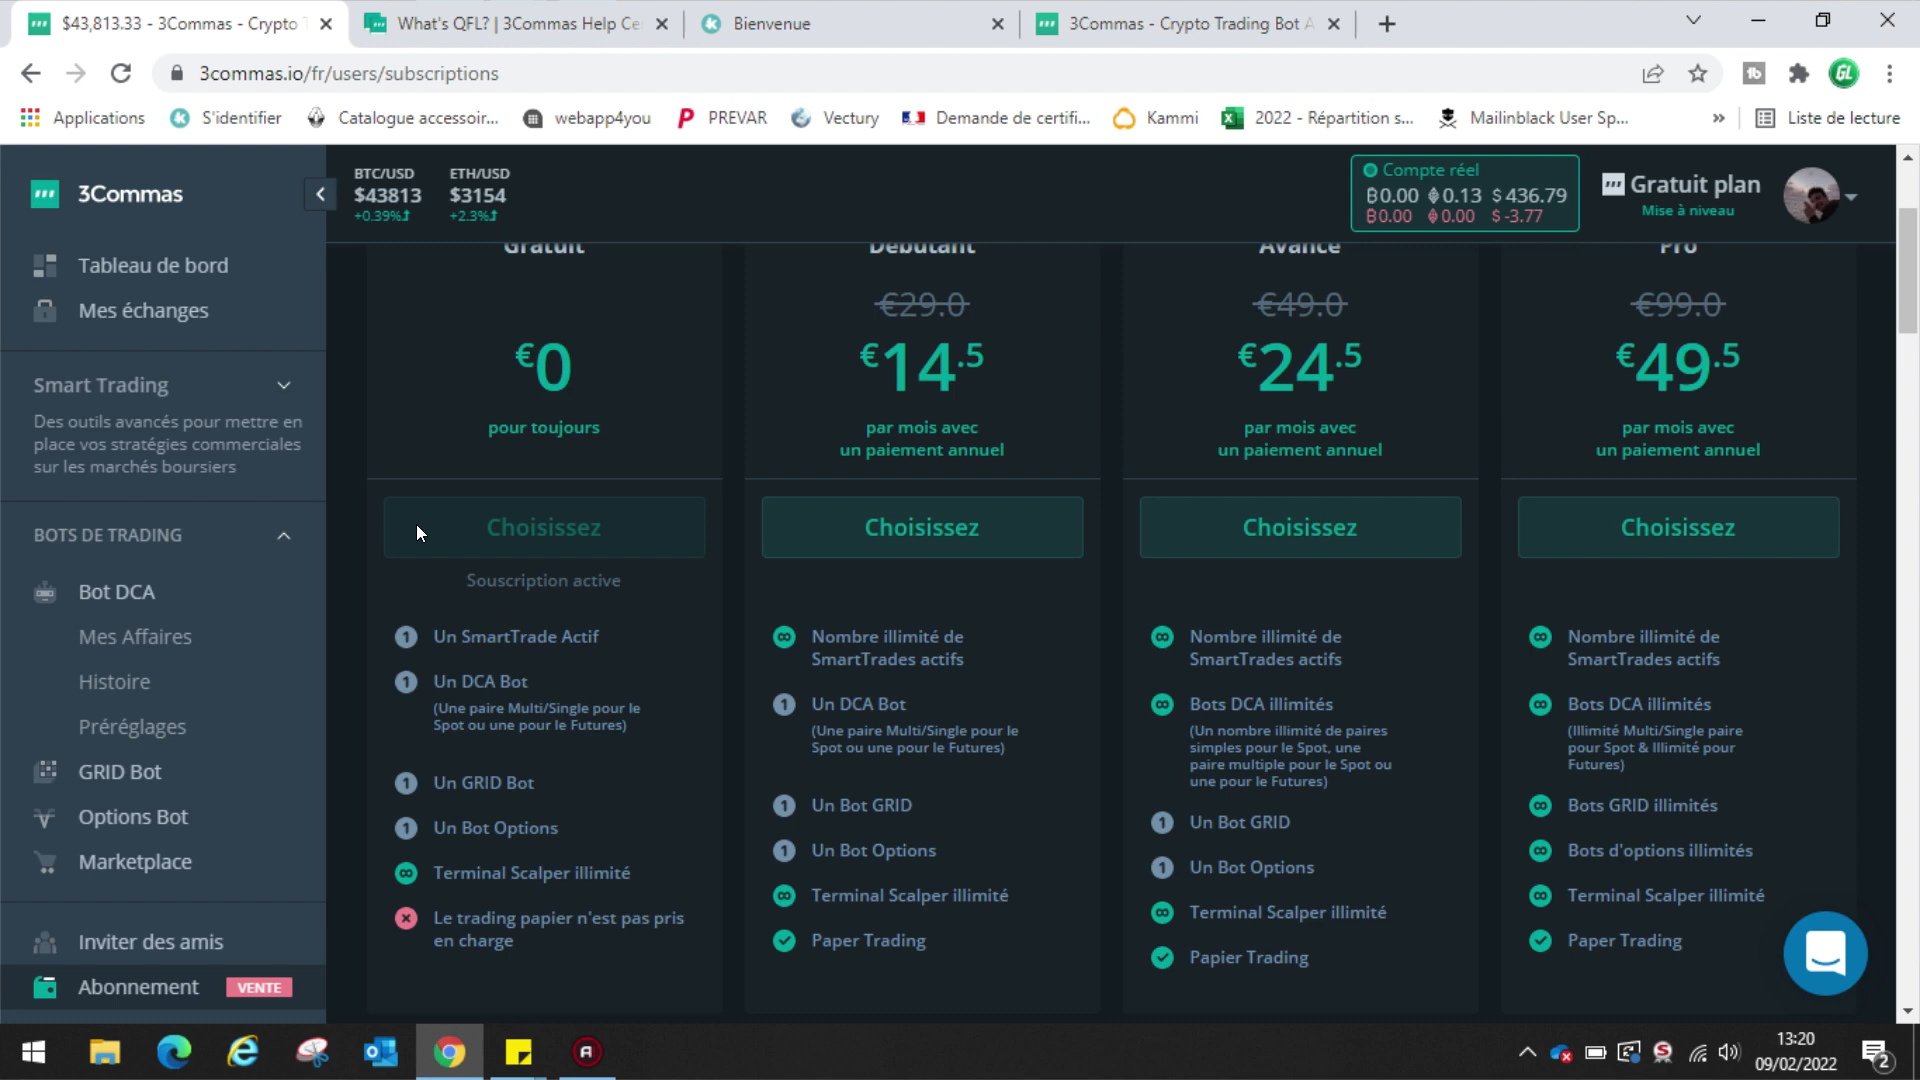 $43,813.33 - 3Commas - Crypto T
What's QFL? | 3Commas Help Ce
Bienvenue
3Commas - Crypto Trading Bot A
3commas.io/fr/users/subscriptions
Applications
S'identifier
Catalogue accessoir...
webapp4you
PREVAR
Vectury
Demande de certifi...
Kammi
2022 - Répartition s...
Mailinblack User Sp...
»
Liste de lecture
3Commas
BTC/USD
$43813
+0.39%
ETH/USD
$3154
+2.3%
Compte réel
₿0.00 0.13 $ 436.79
₿0.00 0.00 $ -3.77
Gratuit plan
Mise à niveau
Tableau de bord
Mes échanges
Smart Trading
Des outils avancés pour mettre en
place vos stratégies commerciales
sur les marchés boursiers
BOTS DE TRADING
Bot DCA
Mes Affaires
Histoire
Préréglages
GRID Bot
Options Bot
Marketplace
Inviter des amis
Abonnement VENTE
Gratuit
€0
pour toujours
Choisissez
Souscription active
1 Un SmartTrade Actif
1 Un DCA Bot
(Une paire Multi/Single pour le
Spot ou une pour le Futures)
1 Un GRID Bot
1 Un Bot Options
∞ Terminal Scalper illimité
Le trading papier n'est pas pris
en charge
Débutant
€29.0
€14.5
par mois avec
un paiement annuel
Choisissez
∞ Nombre illimité de
SmartTrades actifs
1 Un DCA Bot
(Une paire Multi/Single pour le
Spot ou une pour le Futures)
1 Un Bot GRID
1 Un Bot Options
∞ Terminal Scalper illimité
Paper Trading
Avancé
€49.0
€24.5
par mois avec
un paiement annuel
Choisissez
∞ Nombre illimité de
SmartTrades actifs
∞ Bots DCA illimités
(Un nombre illimité de paires
simples pour le Spot, une
paire multiple pour le Spot ou
une pour le Futures)
1 Un Bot GRID
1 Un Bot Options
∞ Terminal Scalper illimité
Papier Trading
Pro
€99.0
€49.5
par mois avec
un paiement annuel
Choisissez
∞ Nombre illimité de
SmartTrades actifs
∞ Bots DCA illimités
(Illimité Multi/Single paire
pour Spot & Illimité pour
Futures)
∞ Bots GRID illimités
∞ Bots d'options illimités
∞ Terminal Scalper illimité
Paper Trading
13:20
09/02/2022
2